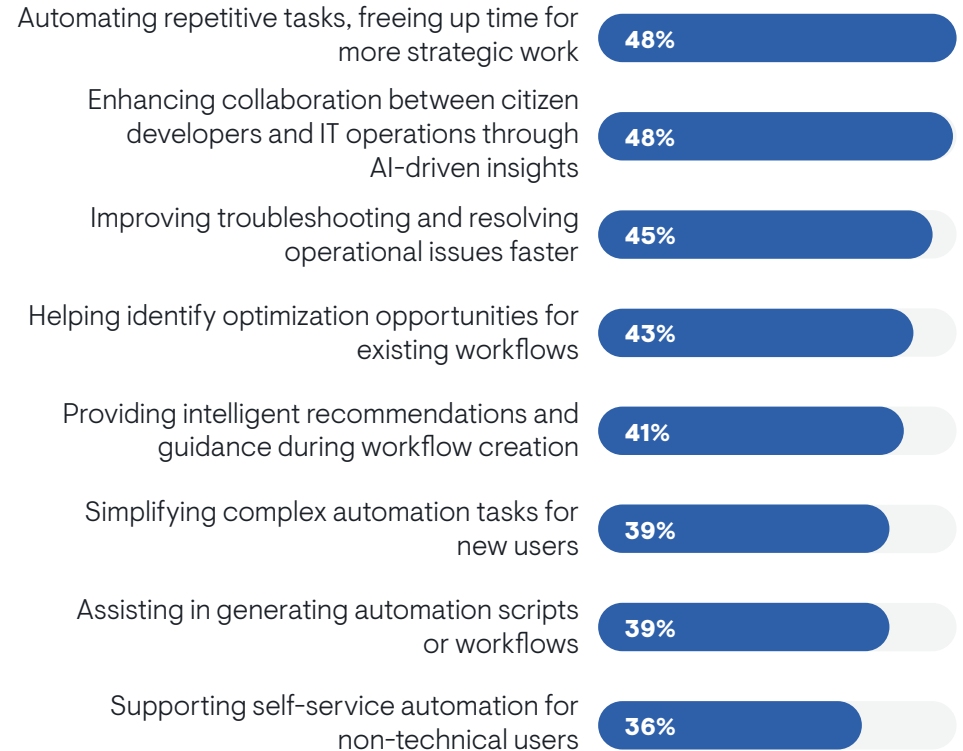 Automating repetitive tasks, freeing up time for
more strategic work
48%
Enhancing collaboration between citizen
developers and IT operations through
AI-driven insights
48%
Improving troubleshooting and resolving
operational issues faster
45%
Helping identify optimization opportunities for
existing workflows
43%
Providing intelligent recommendations and
guidance during workflow creation
41%
Simplifying complex automation tasks for
new users
39%
Assisting in generating automation scripts
or workflows
39%
Supporting self-service automation for
non-technical users
36%